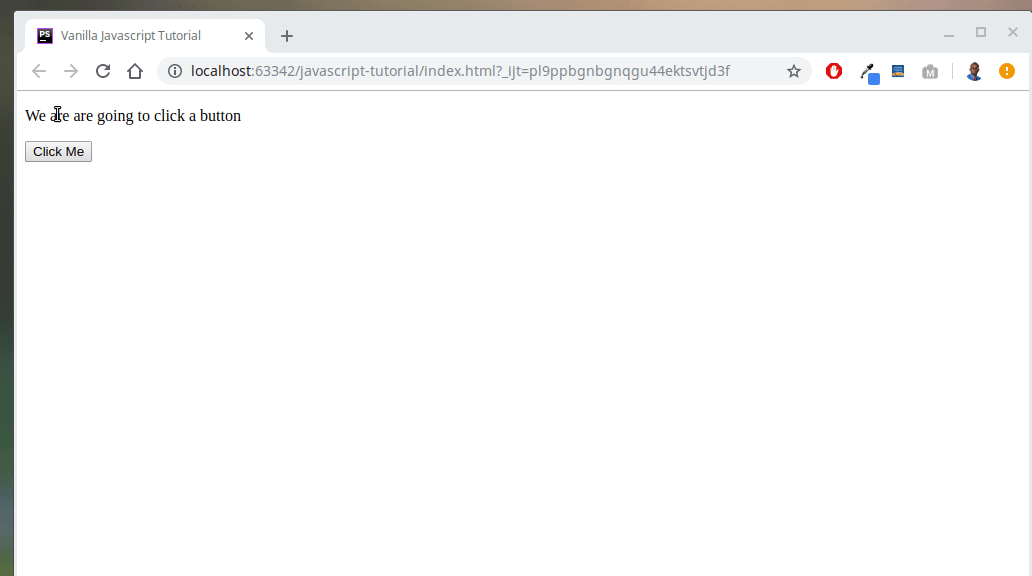 PS Vanilla Javascript Tutorial
localhost:63342/javascript-tutorial/index.html?_ijt=pl9ppbgnbgnqgu44ektsvtjd3f
M
We are are going to click a button
Click Me